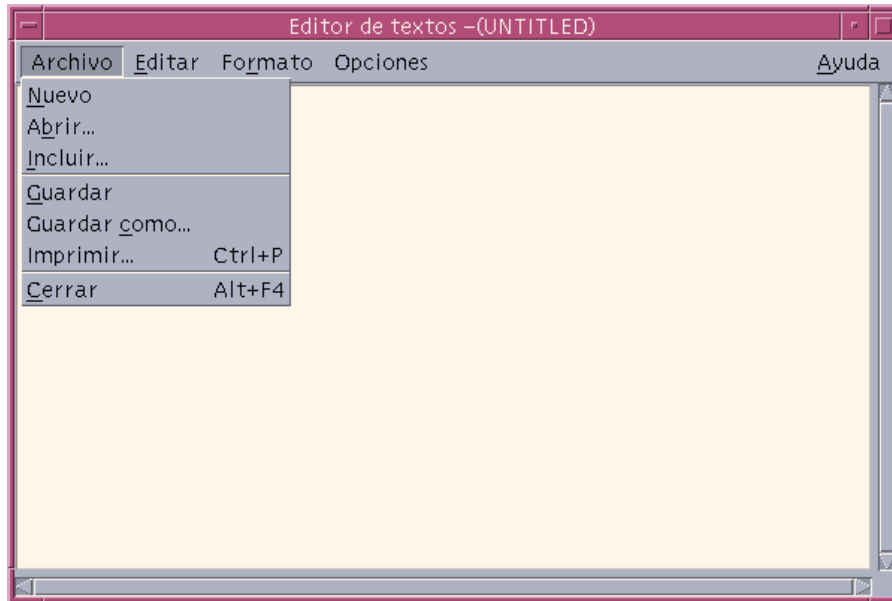 Editor de textos –(UNTITLED)
Archivo Editar Formato Opciones Ayuda
Nuevo
Abrir...
Incluir...
Guardar
Guardar como...
Imprimir... Ctrl+P
Cerrar Alt+F4